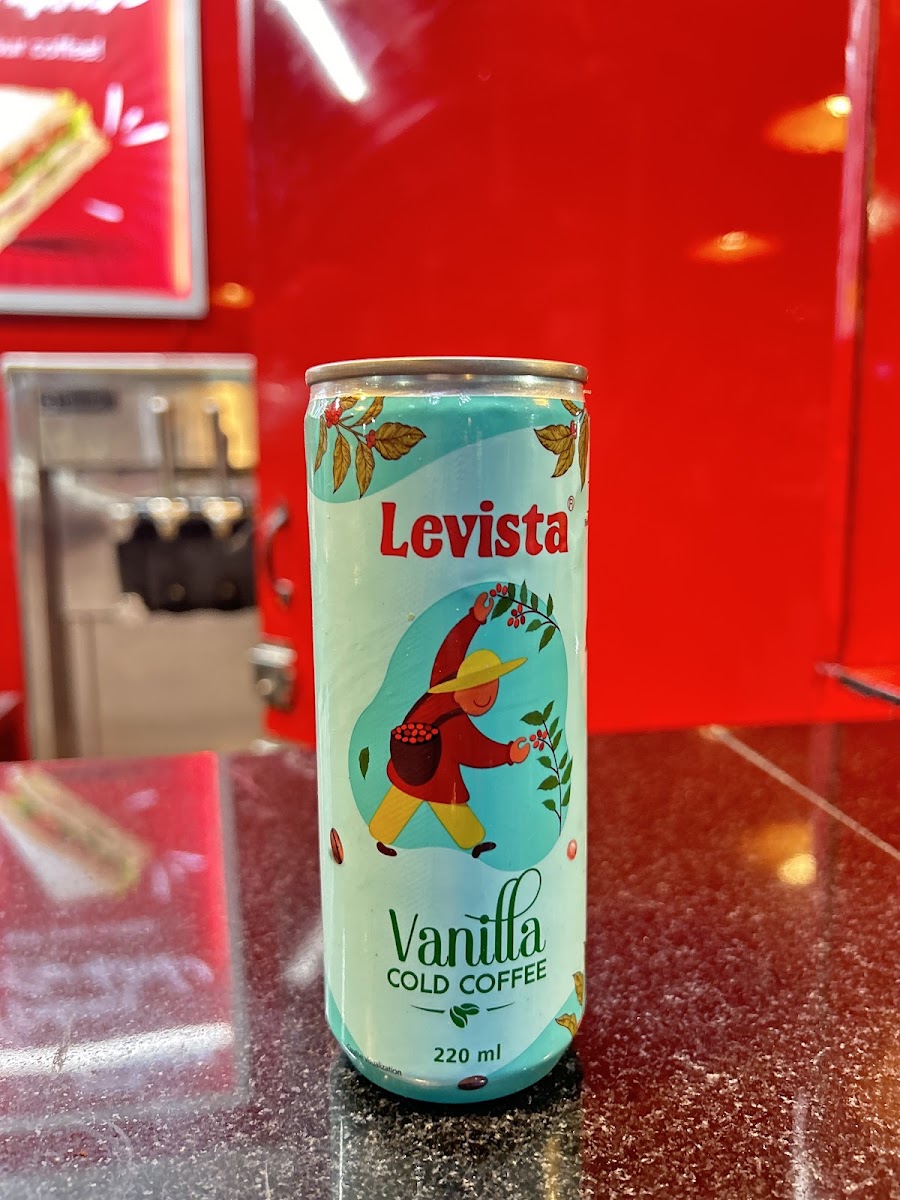 Levista®
Vanilla
COLD COFFEE
220 ml